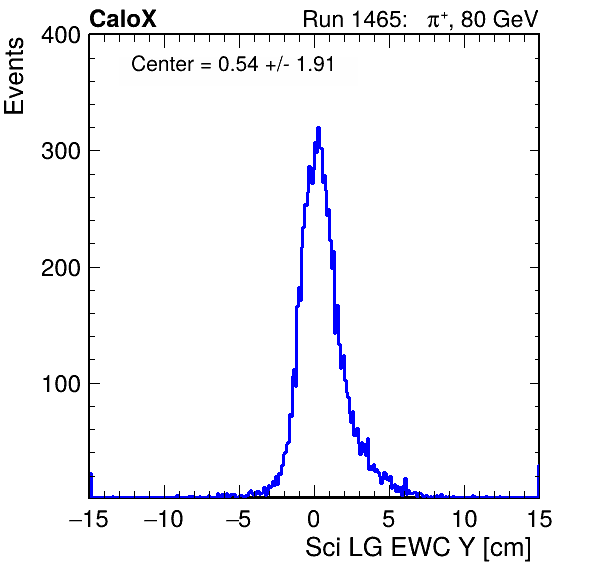 CaloX Run 1465: π⁺, 80 GeV
Events
400
Center = 0.54 +/- 1.91
300
200
100
−15 −10 −5 0 5 10 15
Sci LG EWC Y [cm]